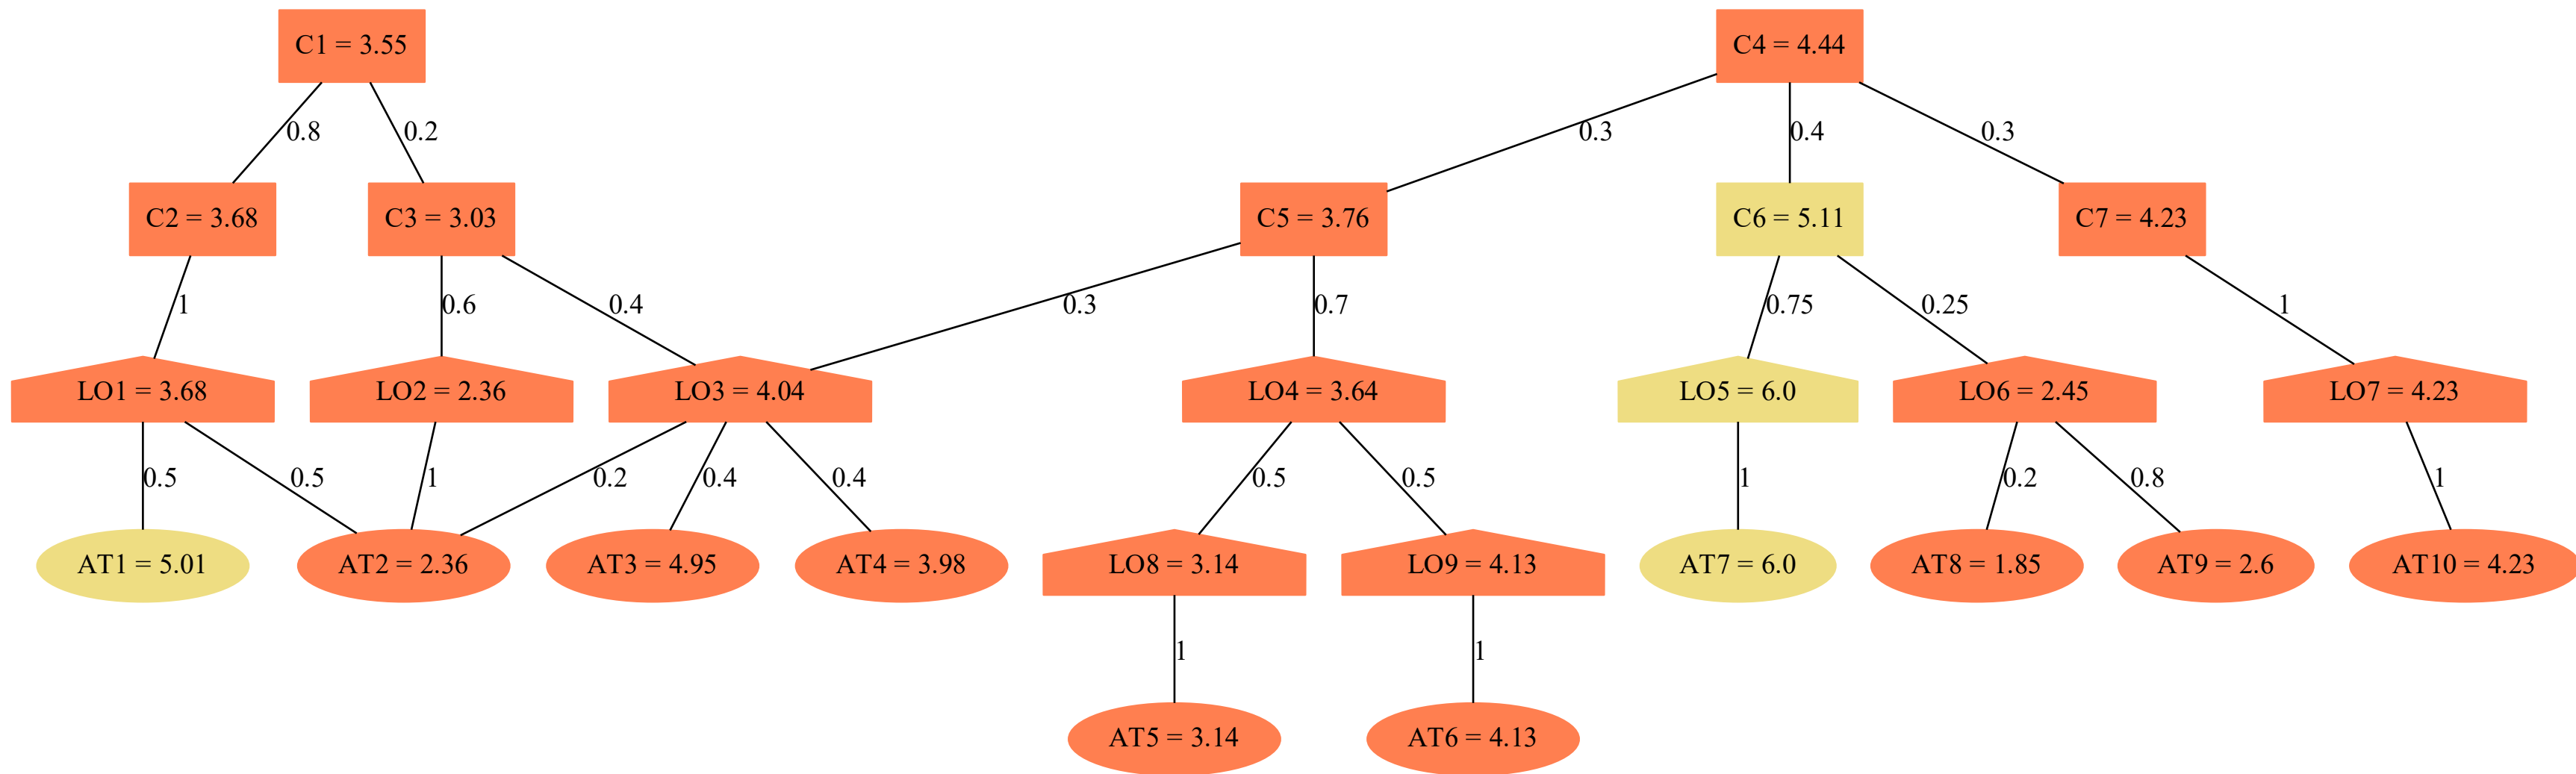 C1 = 3.55
C4 = 4.44
0.8
0.2
0.3
0.4
0.3
C2 = 3.68
C3 = 3.03
C5 = 3.76
C6 = 5.11
C7 = 4.23
1
0.6
0.4
0.3
0.7
0.75
0.25
1
LO1 = 3.68
LO2 = 2.36
LO3 = 4.04
LO4 = 3.64
LO5 = 6.0
LO6 = 2.45
LO7 = 4.23
0.5
0.5
1
0.2
0.4
0.4
0.5
0.5
1
0.2
0.8
1
AT1 = 5.01
AT2 = 2.36
AT3 = 4.95
AT4 = 3.98
LO8 = 3.14
LO9 = 4.13
AT7 = 6.0
AT8 = 1.85
AT9 = 2.6
AT10 = 4.23
1
1
AT5 = 3.14
AT6 = 4.13